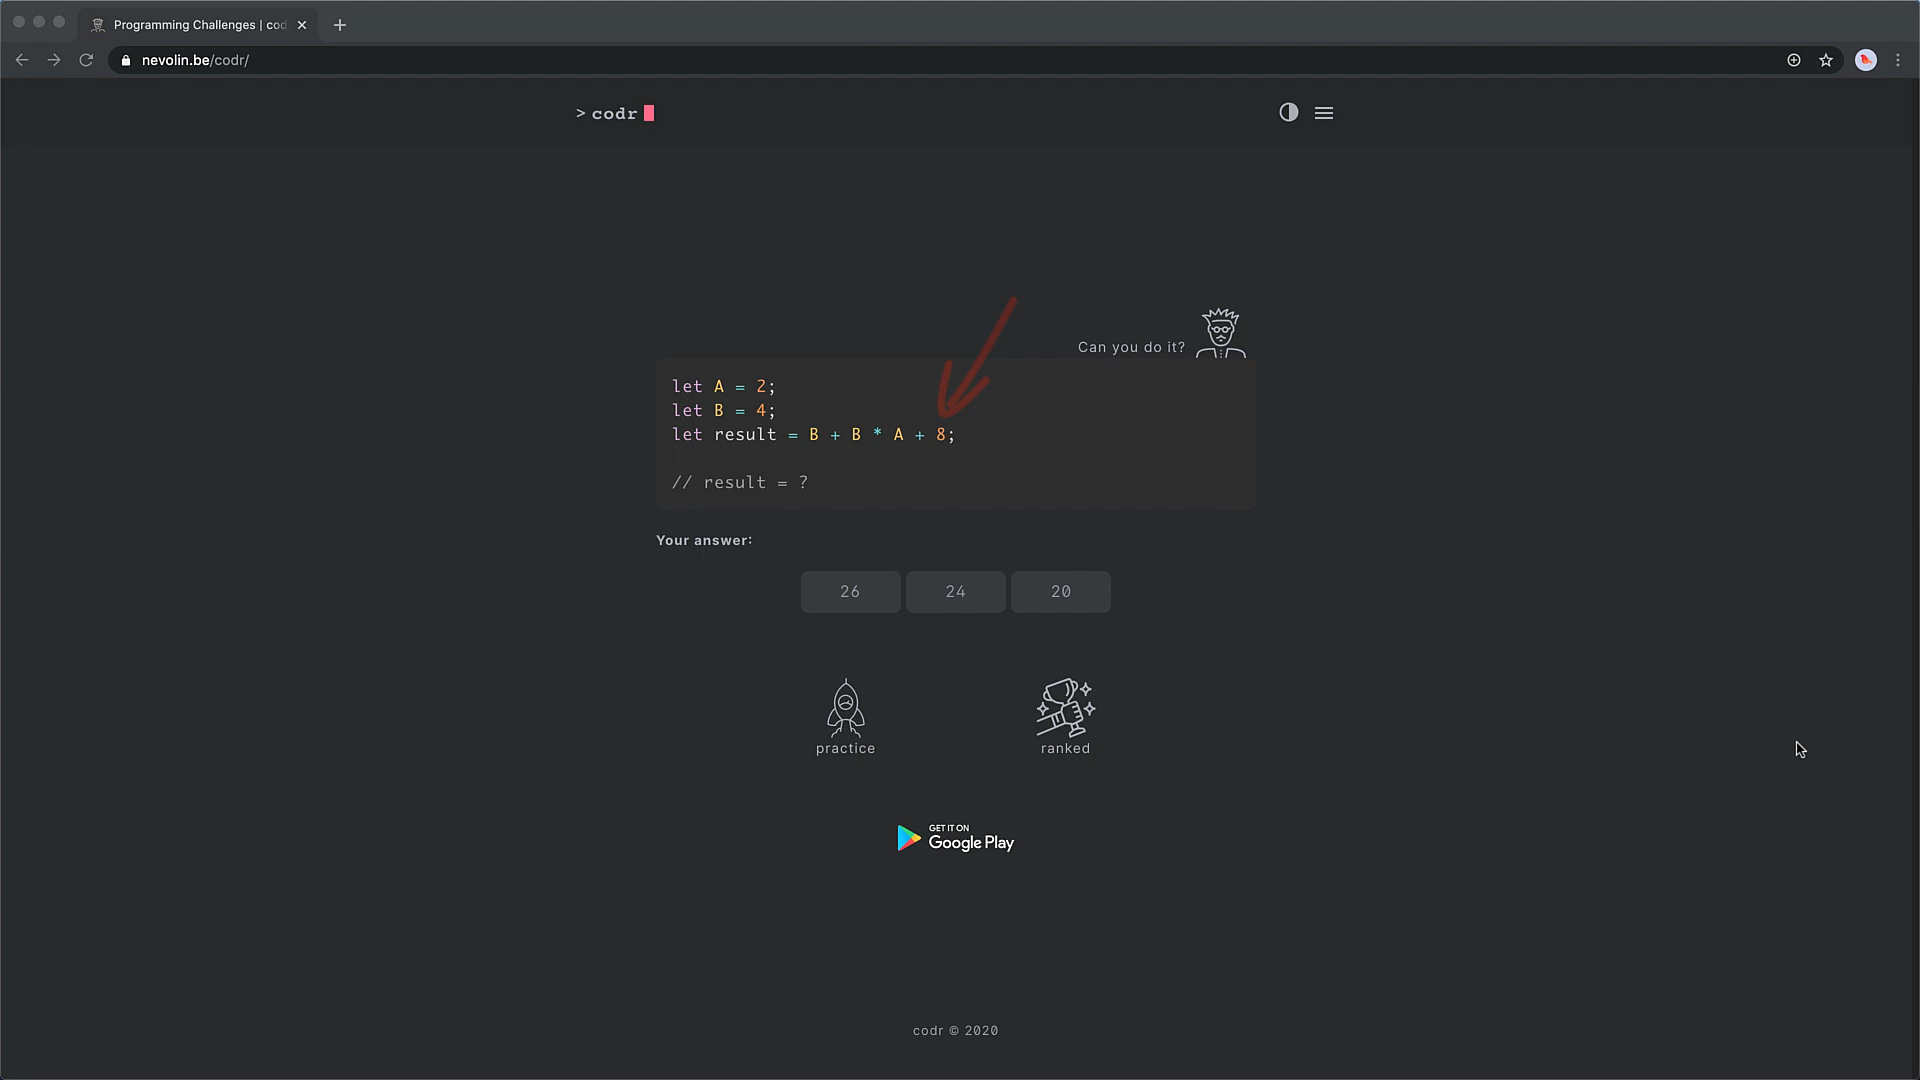 Programming Challenges | cod
nevolin.be/codr/
> codr
Can you do it?
let A = 2;
let B = 4;
let result = B + B * A + 8;
// result = ?
Your answer:
26 24 20
practice ranked
GET IT ON
Google Play
codr © 2020